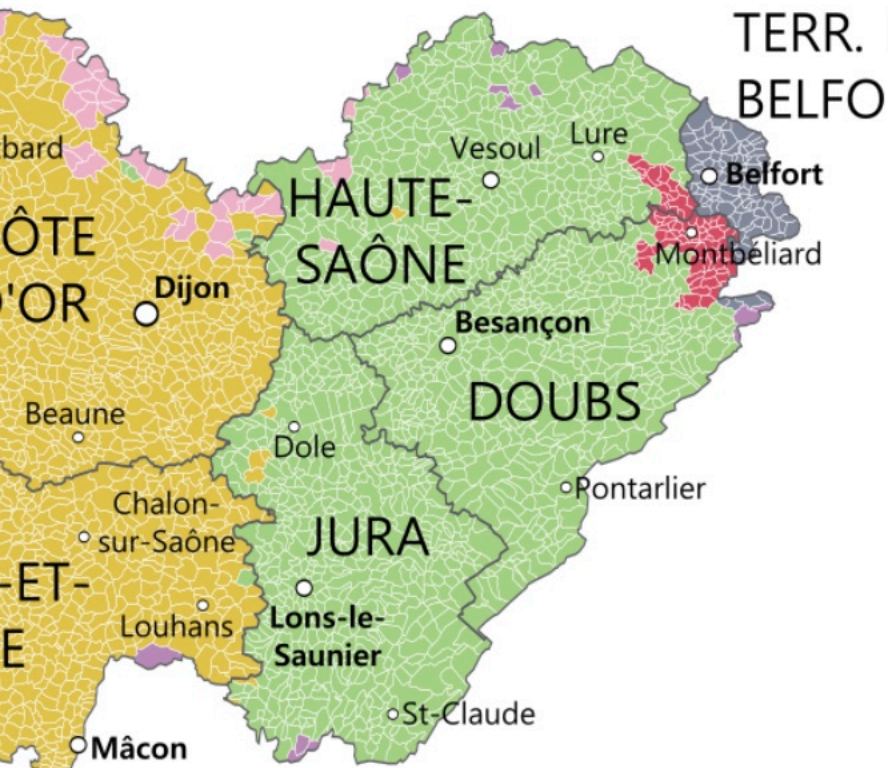 TERR.
BELFO
Lure
Vesoul
bard
Belfort
HAUTE-
SAÔNE
ÔTE
D'OR
Montbéliard
Dijon
Besançon
DOUBS
Beaune
Dole
Pontarlier
Chalon-
sur-Saône
JURA
-ET-
E
Louhans
Lons-le-
Saunier
St-Claude
Mâcon